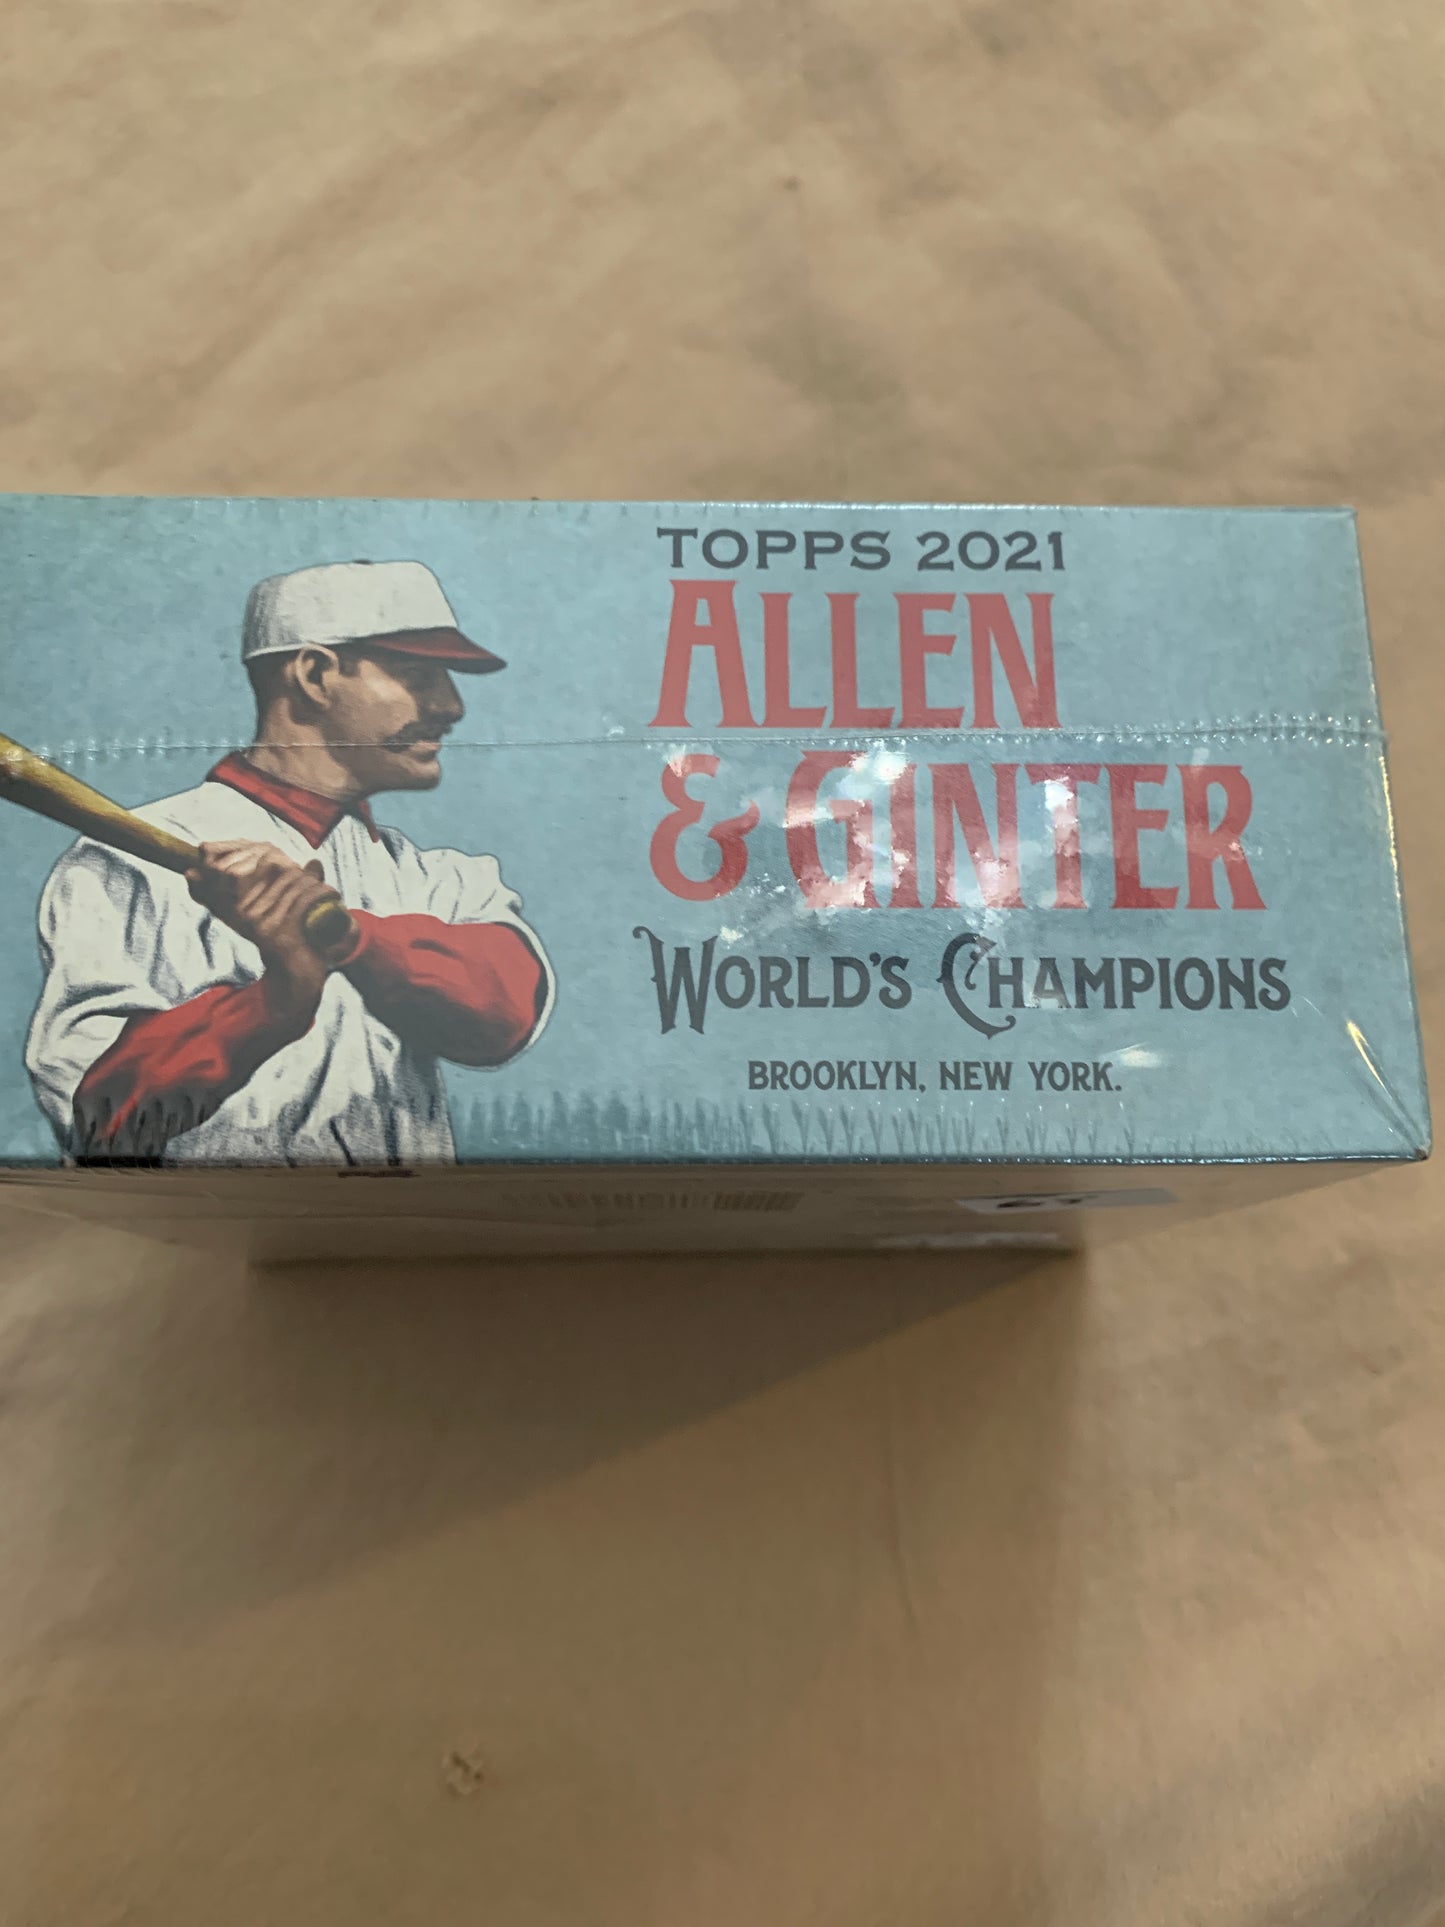 TOPPS 2021
ALLEN
& GINTER
WORLD'S CHAMPIONS
BROOKLYN, NEW YORK.